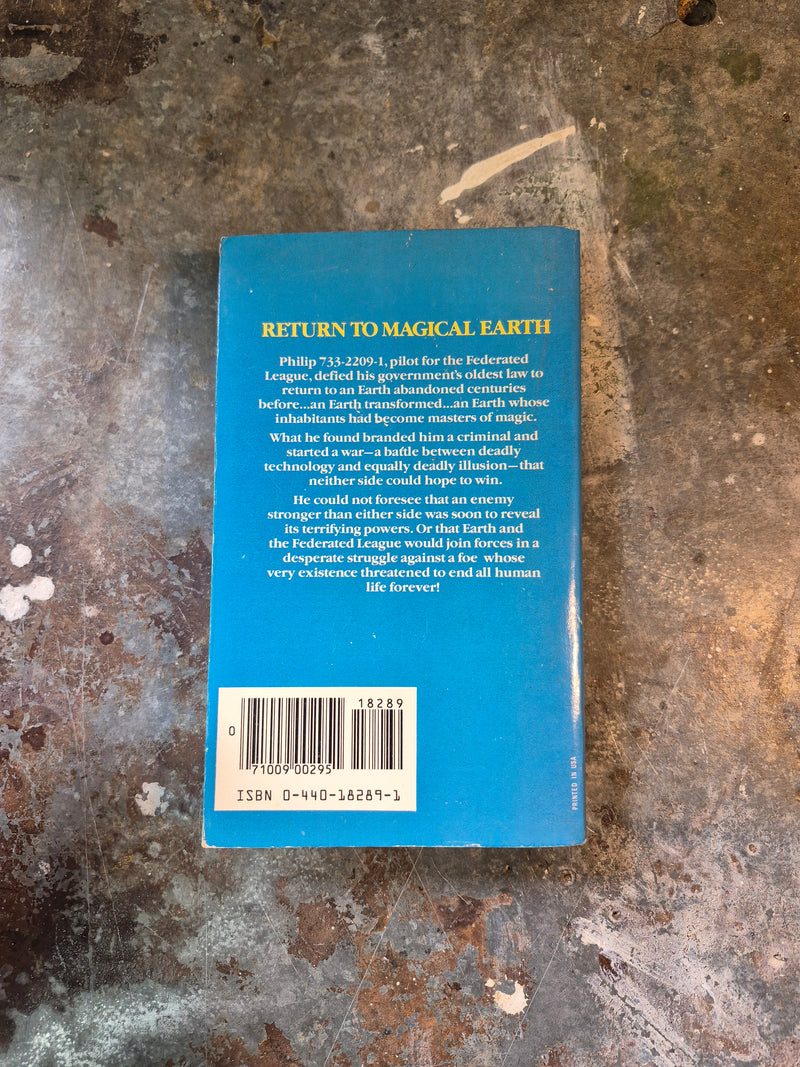 RETURN TO MAGICAL EARTH
Philip 733-2209-1, pilot for the Federated
League, defied his government's oldest law to
return to an Earth abandoned centuries
before...an Earth transformed...an Earth whose
inhabitants had become masters of magic.
What he found branded him a criminal and
started a war—a battle between deadly
technology and equally deadly illusion—that
neither side could hope to win.
He could not foresee that an enemy
stronger than either side was soon to reveal
its terrifying powers. Or that Earth and
the Federated League would join forces in a
desperate struggle against a foe whose
very existence threatened to end all human
life forever!
18289
0
71009 00295
ISBN 0-440-18289-1
PRINTED IN USA